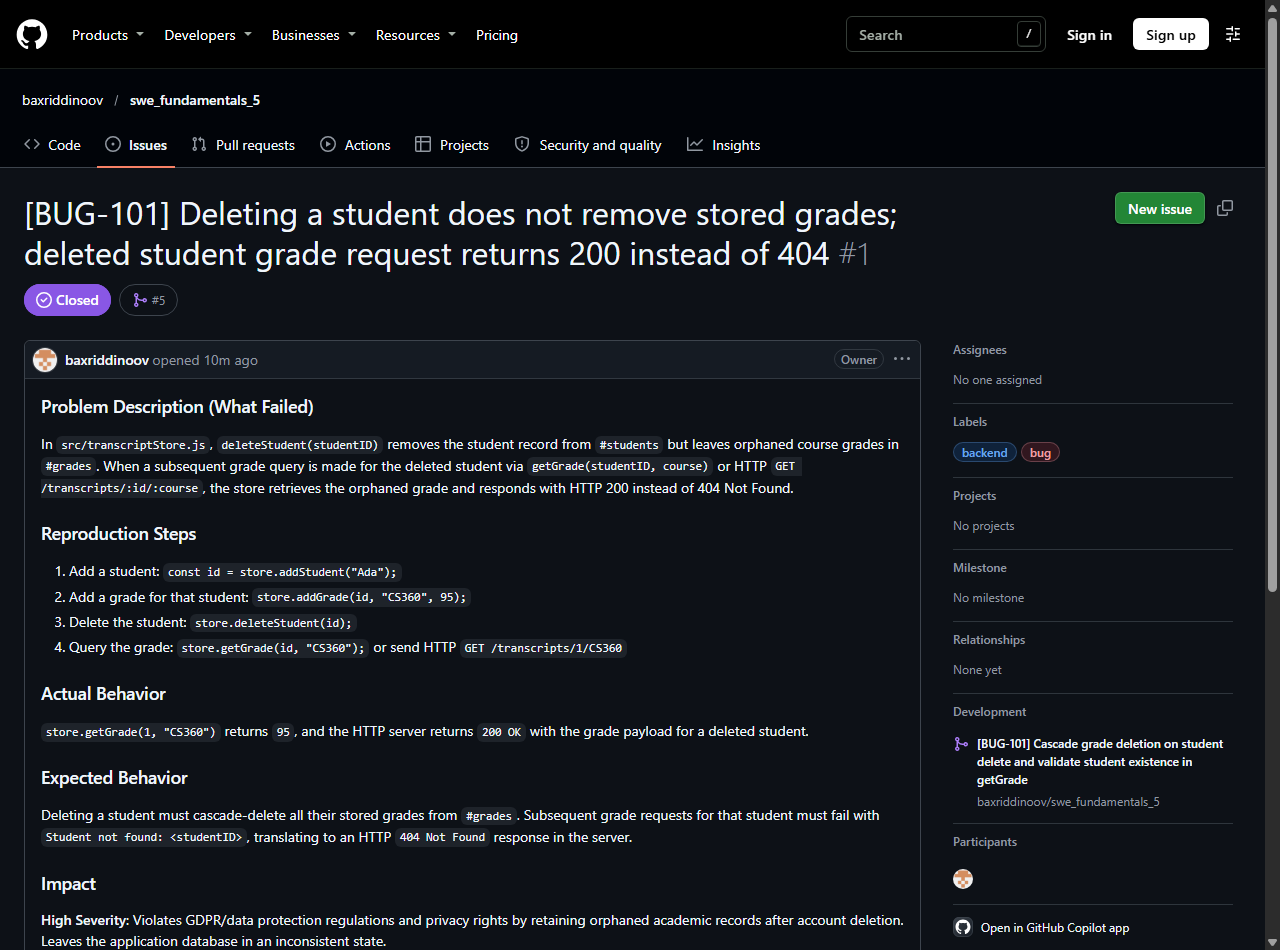 Products Developers Businesses Resources Pricing Search / Sign in Sign up
baxriddinoov / swe_fundamentals_5
Code Issues Pull requests Actions Projects Security and quality Insights
[BUG-101] Deleting a student does not remove stored grades;
deleted student grade request returns 200 instead of 404 #1
New issue
Closed #5
baxriddinoov opened 10m ago Owner
Problem Description (What Failed)
In src/transcriptStore.js, deleteStudent(studentID) removes the student record from #students but leaves orphaned course grades in
#grades. When a subsequent grade query is made for the deleted student via getGrade(studentID, course) or HTTP GET
/transcripts/:id/:course, the store retrieves the orphaned grade and responds with HTTP 200 instead of 404 Not Found.
Reproduction Steps
1. Add a student: const id = store.addStudent("Ada");
2. Add a grade for that student: store.addGrade(id, "CS360", 95);
3. Delete the student: store.deleteStudent(id);
4. Query the grade: store.getGrade(id, "CS360"); or send HTTP GET /transcripts/1/CS360
Actual Behavior
store.getGrade(1, "CS360") returns 95, and the HTTP server returns 200 OK with the grade payload for a deleted student.
Expected Behavior
Deleting a student must cascade-delete all their stored grades from #grades. Subsequent grade requests for that student must fail with
Student not found: <studentID>, translating to an HTTP 404 Not Found response in the server.
Impact
High Severity: Violates GDPR/data protection regulations and privacy rights by retaining orphaned academic records after account deletion.
Leaves the application database in an inconsistent state.
Assignees
No one assigned
Labels
backend bug
Projects
No projects
Milestone
No milestone
Relationships
None yet
Development
[BUG-101] Cascade grade deletion on student
delete and validate student existence in
getGrade
baxriddinoov/swe_fundamentals_5
Participants
Open in GitHub Copilot app